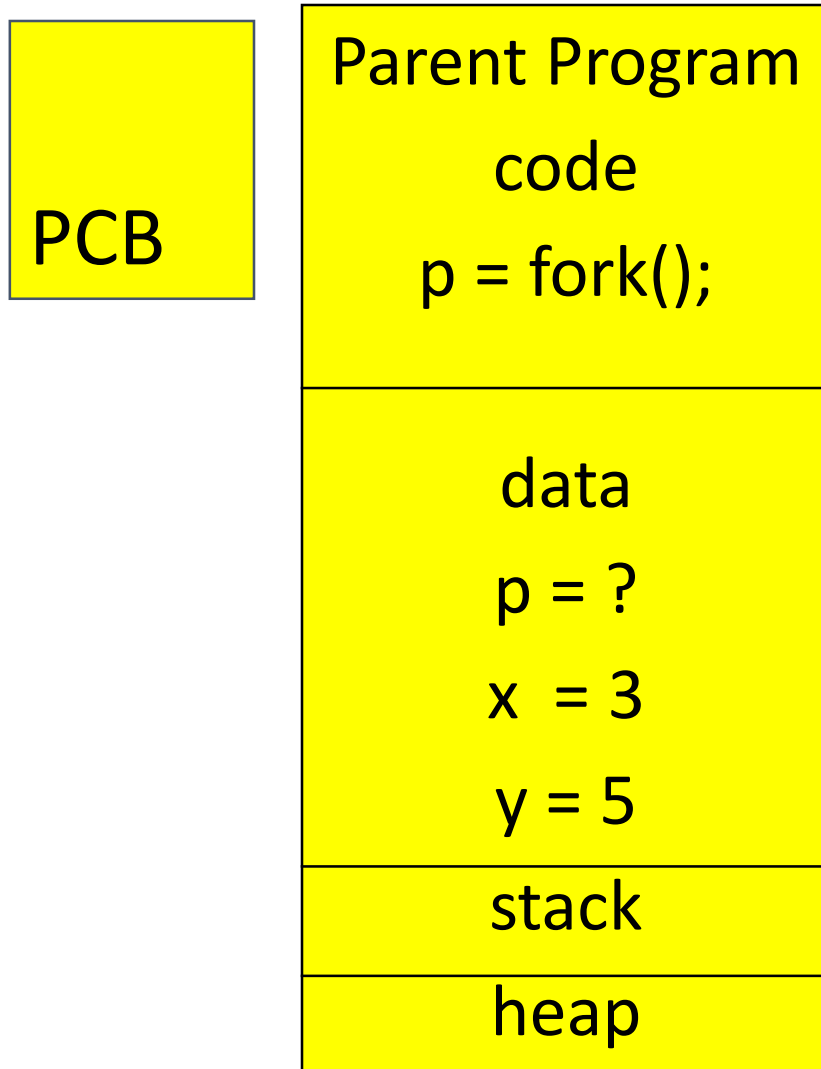 PCB
Parent Program
code
p = fork();
data
p = ?
x  = 3
y = 5
stack
heap